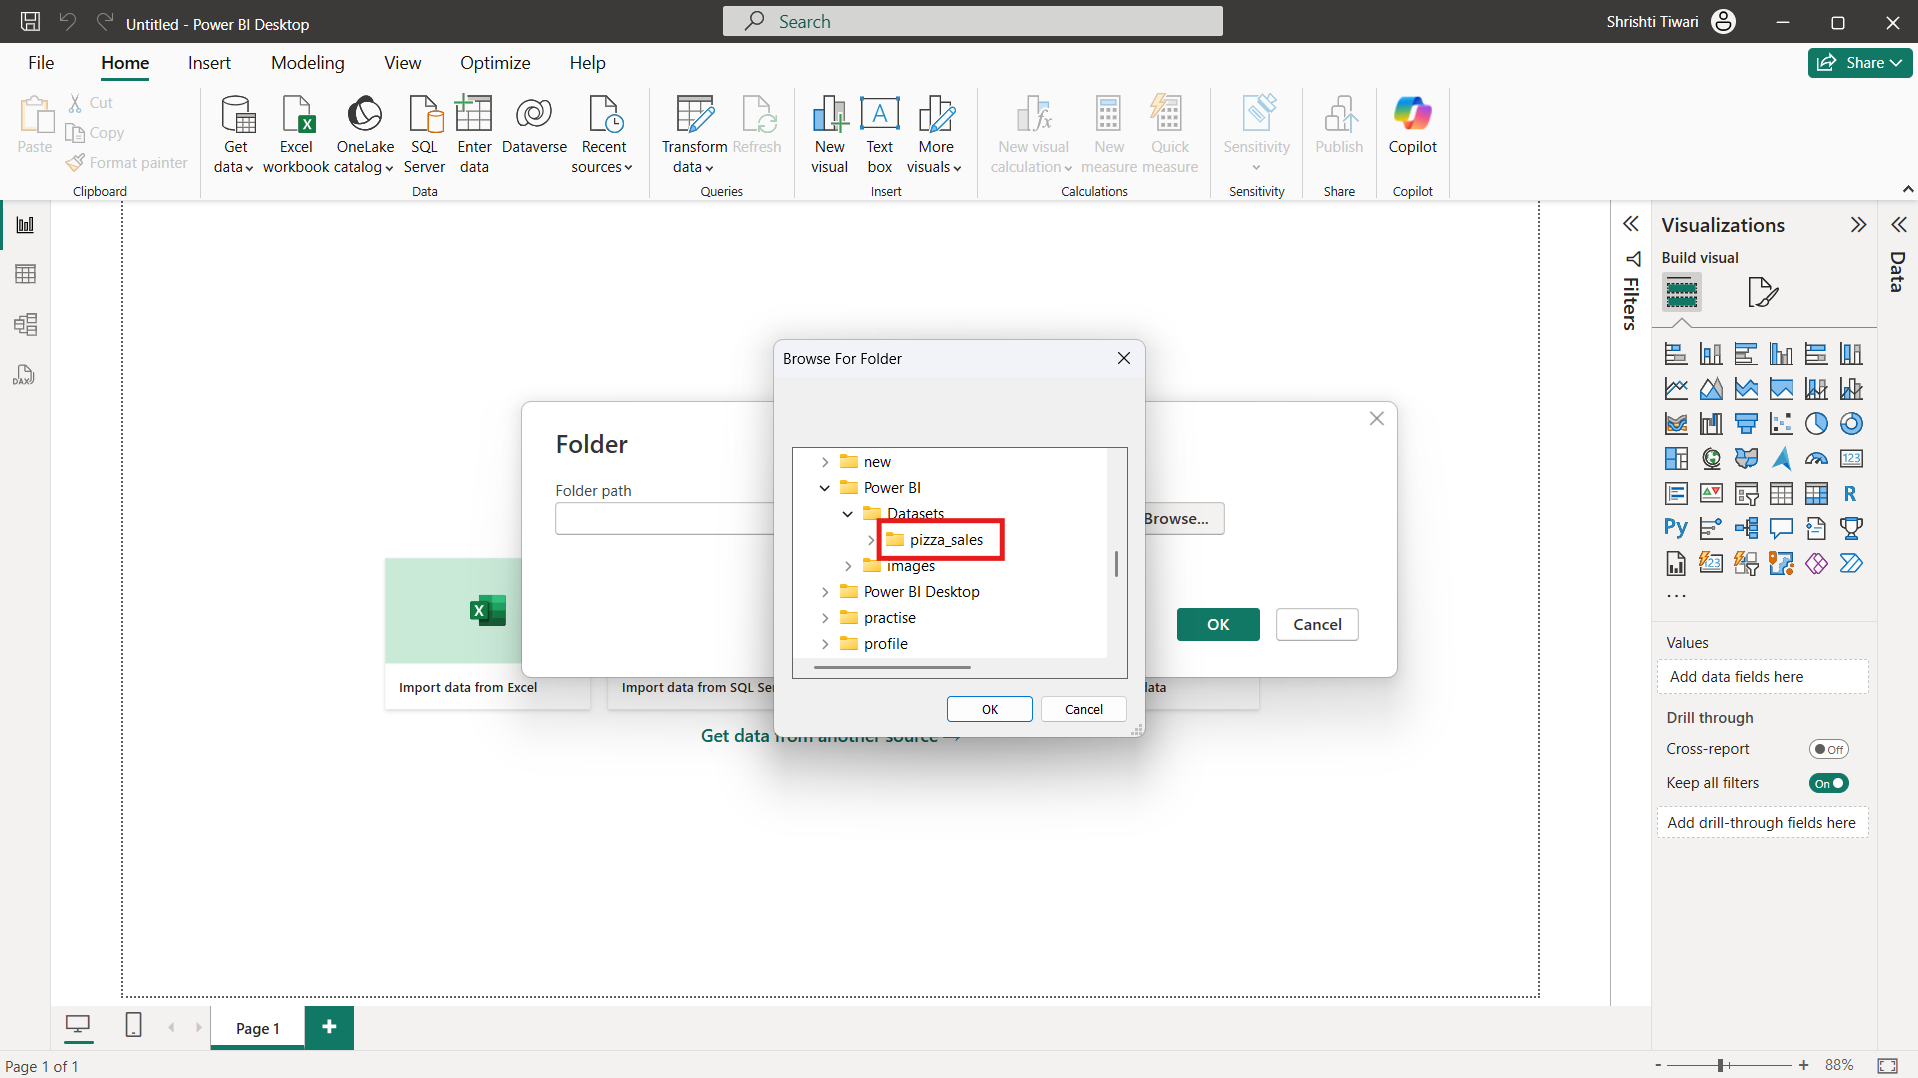 Untitled - Power BI Desktop
Search
Shrishti Tiwari
File Home Insert Modeling View Optimize Help
Share
Paste
Cut
Copy
Format painter
Clipboard
Get data
Excel workbook
OneLake catalog
SQL Server
Enter data
Dataverse
Recent sources
Data
Transform data
Refresh
Queries
New visual
Text box
More visuals
Insert
New visual calculation
New measure
Quick measure
Calculations
Sensitivity
Sensitivity
Publish
Share
Copilot
Copilot
DAX
Folder
Folder path
Browse...
OK
Cancel
Browse For Folder
new
Power BI
Datasets
pizza_sales
images
Power BI Desktop
practise
profile
OK
Cancel
Import data from Excel
Import data from SQL Se
data
Get data from another source
Filters
Visualizations
Build visual
123
R
Py
123
Values
Add data fields here
Drill through
Cross-report
Off
Keep all filters
On
Add drill-through fields here
Data
Page 1
Page 1 of 1
- + 88%